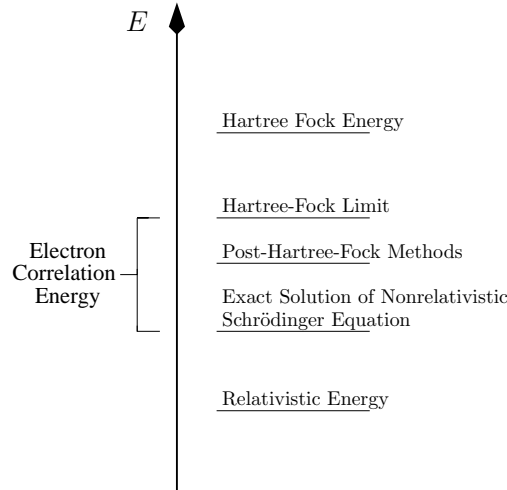 E
Hartree Fock Energy
Hartree-Fock Limit
Post-Hartree-Fock Methods
Electron
Correlation
Energy
Exact Solution of Nonrelativistic
Schrödinger Equation
Relativistic Energy